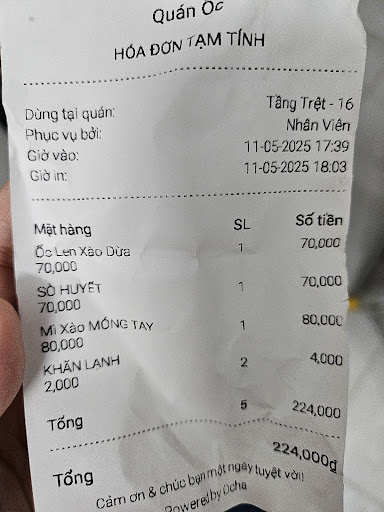 Quán Ốc
HÓA ĐƠN TẠM TÍNH
Dùng tại quán: Tầng Trệt - 16
Phục vụ bởi: Nhân Viên
Giờ vào: 11-05-2025 17:39
Giờ in: 11-05-2025 18:03
Mặt hàng SL Số tiền
Ốc Len Xào Dừa 1 70,000
70,000
SÒ HUYẾT 1 70,000
70,000
Mì Xào MÓNG TAY 1 80,000
80,000
KHĂN LẠNH 2 4,000
2,000
Tổng 5 224,000
Tổng 224,000₫
Cảm ơn & chúc bạn một ngày tuyệt vời!
Powered by Ocha